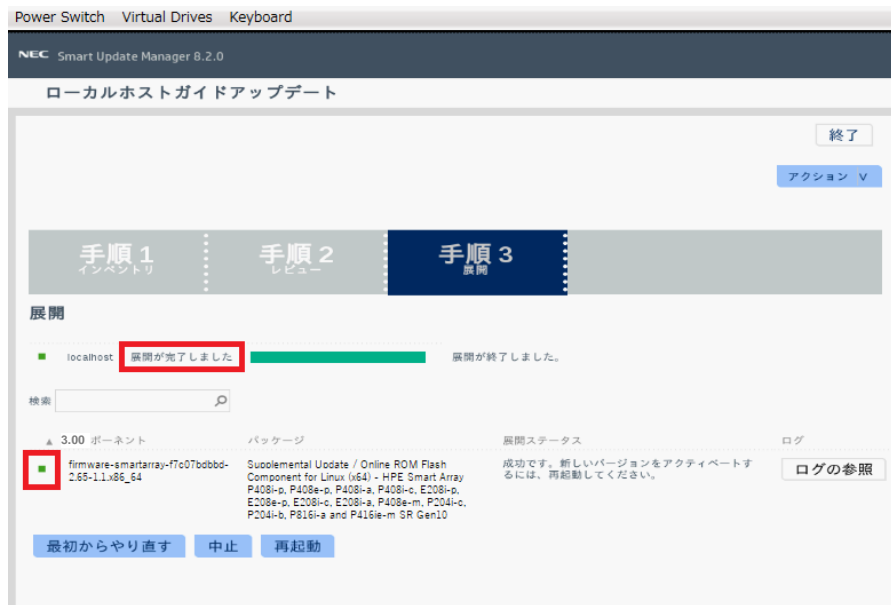 Power Switch Virtual Drives Keyboard
NEC Smart Update Manager 8.2.0
ローカルホストガイドアップデート
終了
アクション ∨
手順1
インベントリ
手順2
レビュー
手順3
展開
展開
localhost 展開が完了しました 展開が終了しました。
検索
▲ 3.00 ポーネント パッケージ 展開ステータス ログ
firmware-smartarray-f7c07bdbbd-
2.65-1.1.x86_64
Supplemental Update / Online ROM Flash
Component for Linux (x64) - HPE Smart Array
P408i-p, P408e-p, P408i-a, P408i-c, E208i-p,
E208e-p, E208i-c, E208i-a, P408e-m, P204i-c,
P204i-b, P816i-a and P416ie-m SR Gen10
成功です。新しいバージョンをアクティベートす
るには、再起動してください。
ログの参照
最初からやり直す 中止 再起動